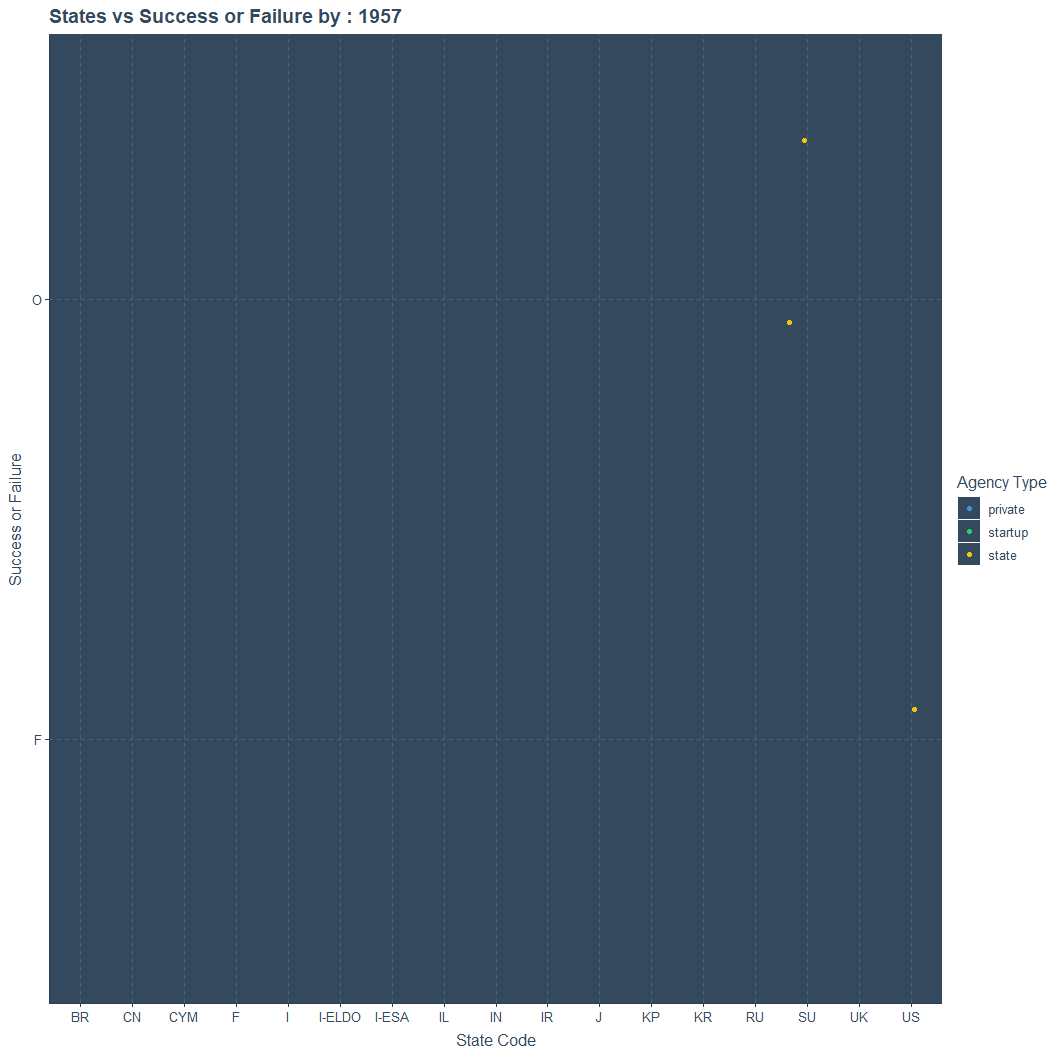 States vs Success or Failure by : 1957
O
F
Success or Failure
BR CN CYM F I I-ELDO I-ESA IL IN IR J KP KR RU SU UK US
State Code
Agency Type
private
startup
state